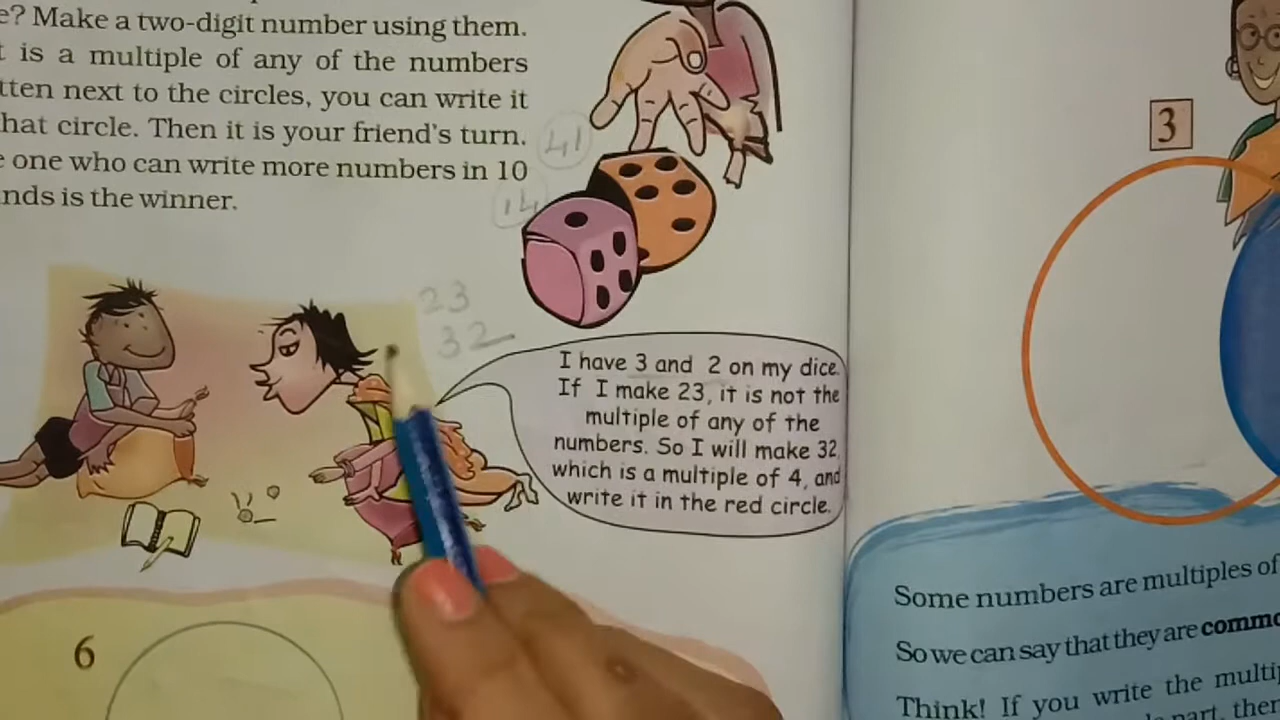 e? Make a two-digit number using them.
t is a multiple of any of the numbers
tten next to the circles, you can write it
hat circle. Then it is your friend's turn.
e one who can write more numbers in 10
nds is the winner.
41
14
23
32
I have 3 and 2 on my dice.
If I make 23, it is not the
multiple of any of the
numbers. So I will make 32,
which is a multiple of 4, and
write it in the red circle.
6
3
Some numbers are multiples of
So we can say that they are commo
Think! If you write the multip
part, then